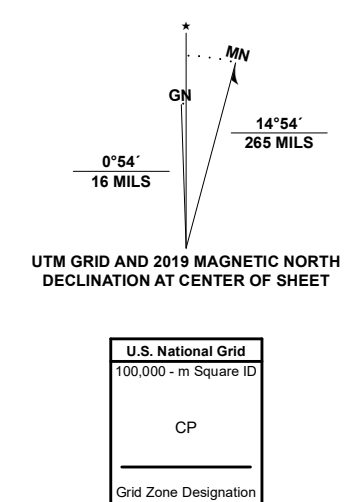 ★
MN
GN
14°54´
265 MILS
0°54´
16 MILS
UTM GRID AND 2019 MAGNETIC NORTH
DECLINATION AT CENTER OF SHEET
U.S. National Grid
100,000 - m Square ID
CP
Grid Zone Designation